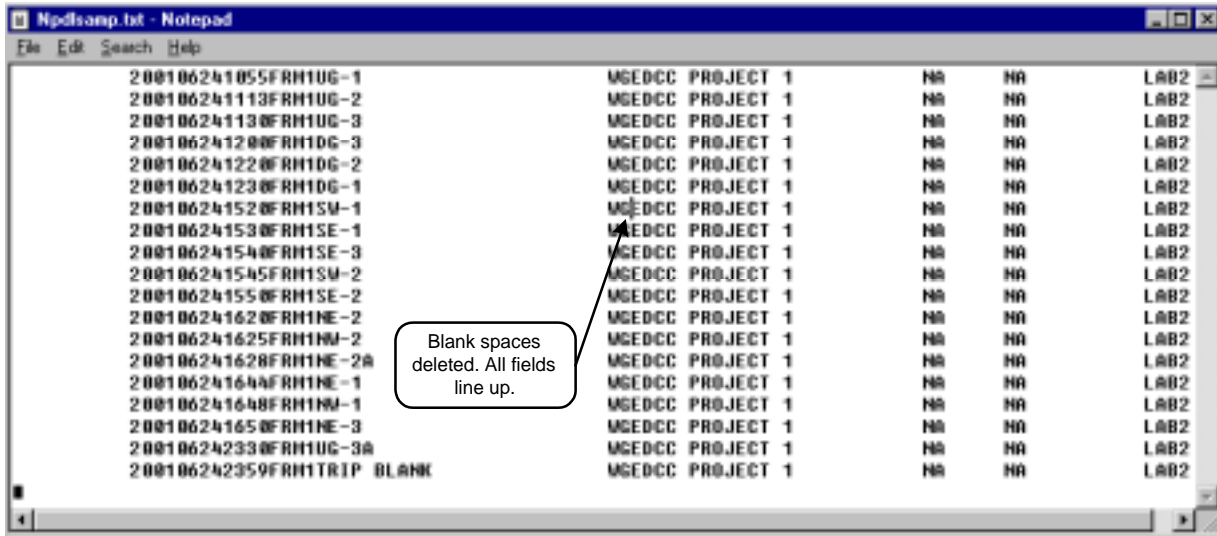 Npdlsamp.txt - Notepad
File Edit Search Help
200106241055FRM1UG-1 WGEDCC PROJECT 1 NA NA LAB2
200106241113FRM1UG-2 WGEDCC PROJECT 1 NA NA LAB2
200106241130FRM1UG-3 WGEDCC PROJECT 1 NA NA LAB2
200106241200FRM1DG-3 WGEDCC PROJECT 1 NA NA LAB2
200106241220FRM1DG-2 WGEDCC PROJECT 1 NA NA LAB2
200106241230FRM1DG-1 WGEDCC PROJECT 1 NA NA LAB2
200106241520FRM1SW-1 WGEDCC PROJECT 1 NA NA LAB2
200106241530FRM1SE-1 WGEDCC PROJECT 1 NA NA LAB2
200106241540FRM1SE-3 WGEDCC PROJECT 1 NA NA LAB2
200106241545FRM1SW-2 WGEDCC PROJECT 1 NA NA LAB2
200106241550FRM1SE-2 WGEDCC PROJECT 1 NA NA LAB2
200106241620FRM1NE-2 WGEDCC PROJECT 1 NA NA LAB2
200106241625FRM1NW-2 WGEDCC PROJECT 1 NA NA LAB2
200106241628FRM1NE-2A WGEDCC PROJECT 1 NA NA LAB2
200106241644FRM1NE-1 WGEDCC PROJECT 1 NA NA LAB2
200106241648FRM1NW-1 WGEDCC PROJECT 1 NA NA LAB2
200106241650FRM1NE-3 WGEDCC PROJECT 1 NA NA LAB2
200106242330FRM1UG-3A WGEDCC PROJECT 1 NA NA LAB2
200106242359FRM1TRIP BLANK WGEDCC PROJECT 1 NA NA LAB2
Blank spaces
deleted. All fields
line up.